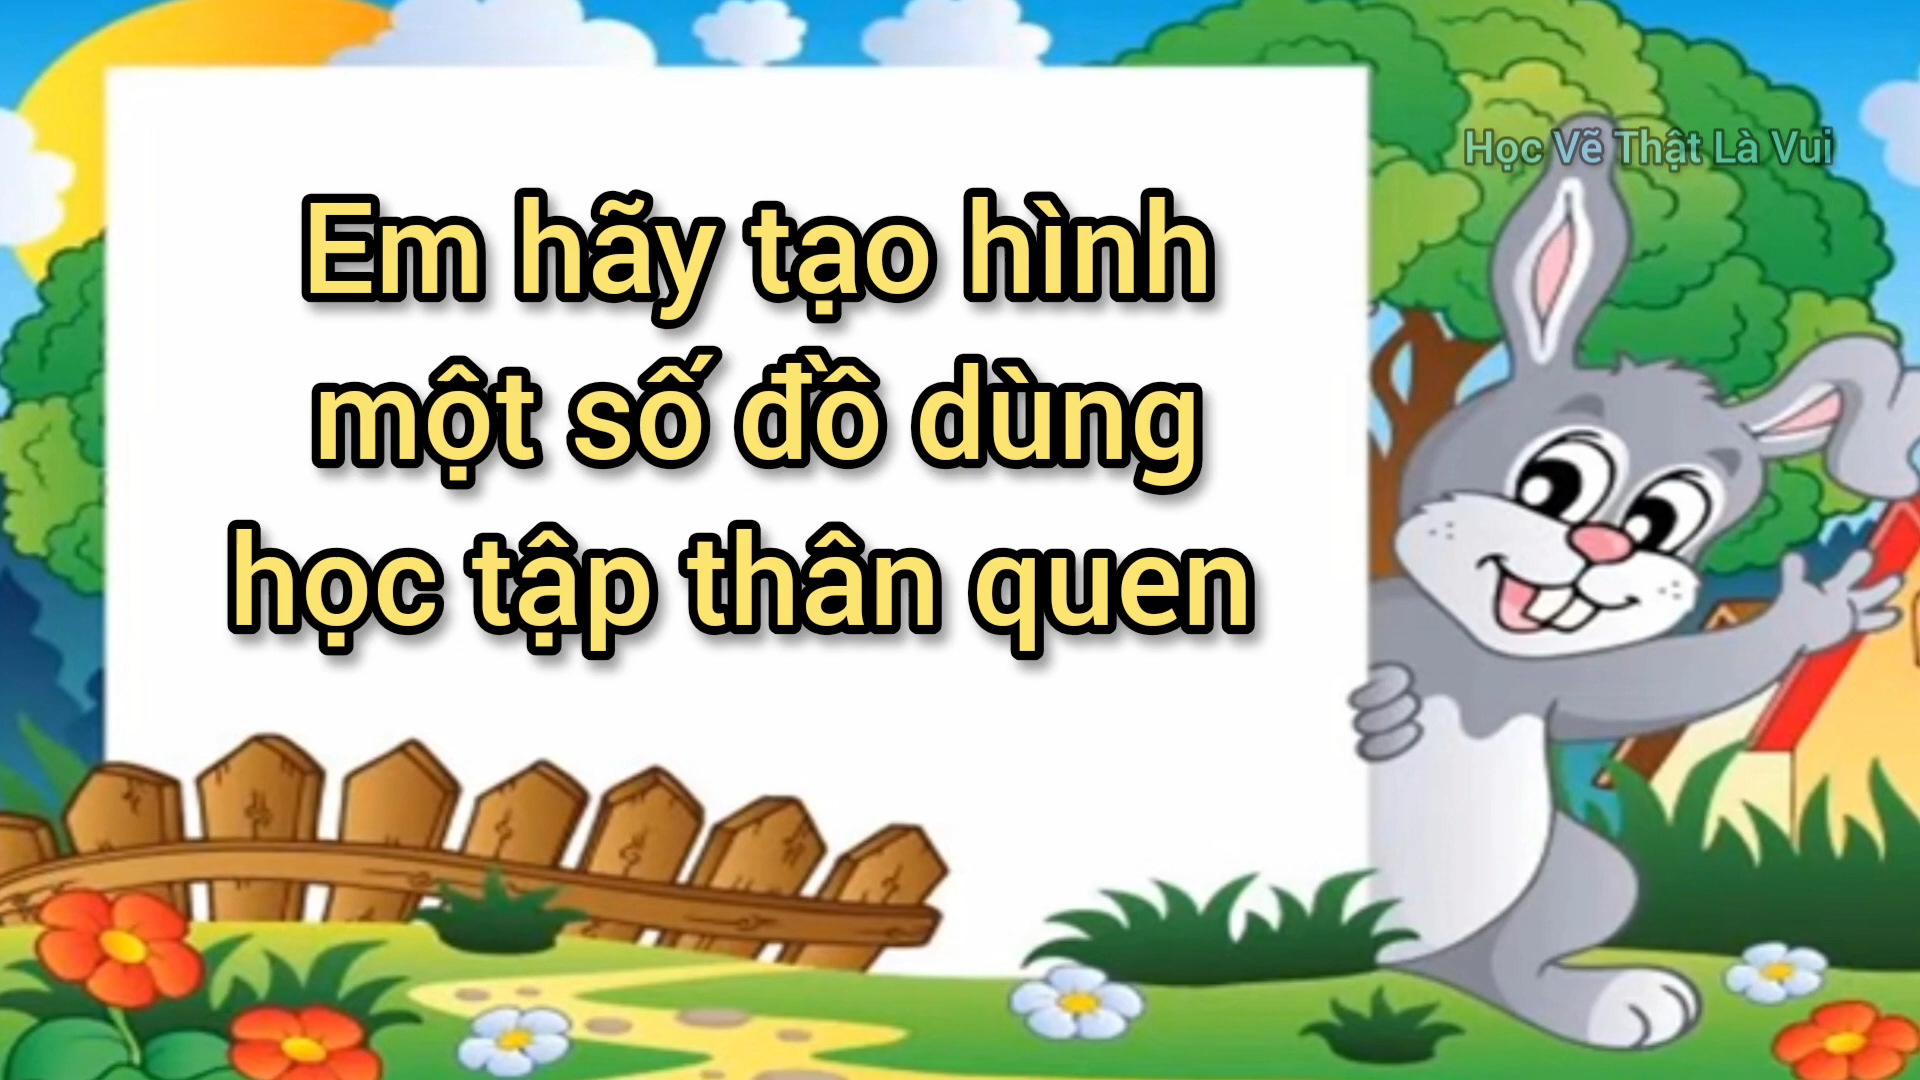 Học Vẽ Thật Là Vui
Em hãy tạo hình
một số đồ dùng
học tập thân quen